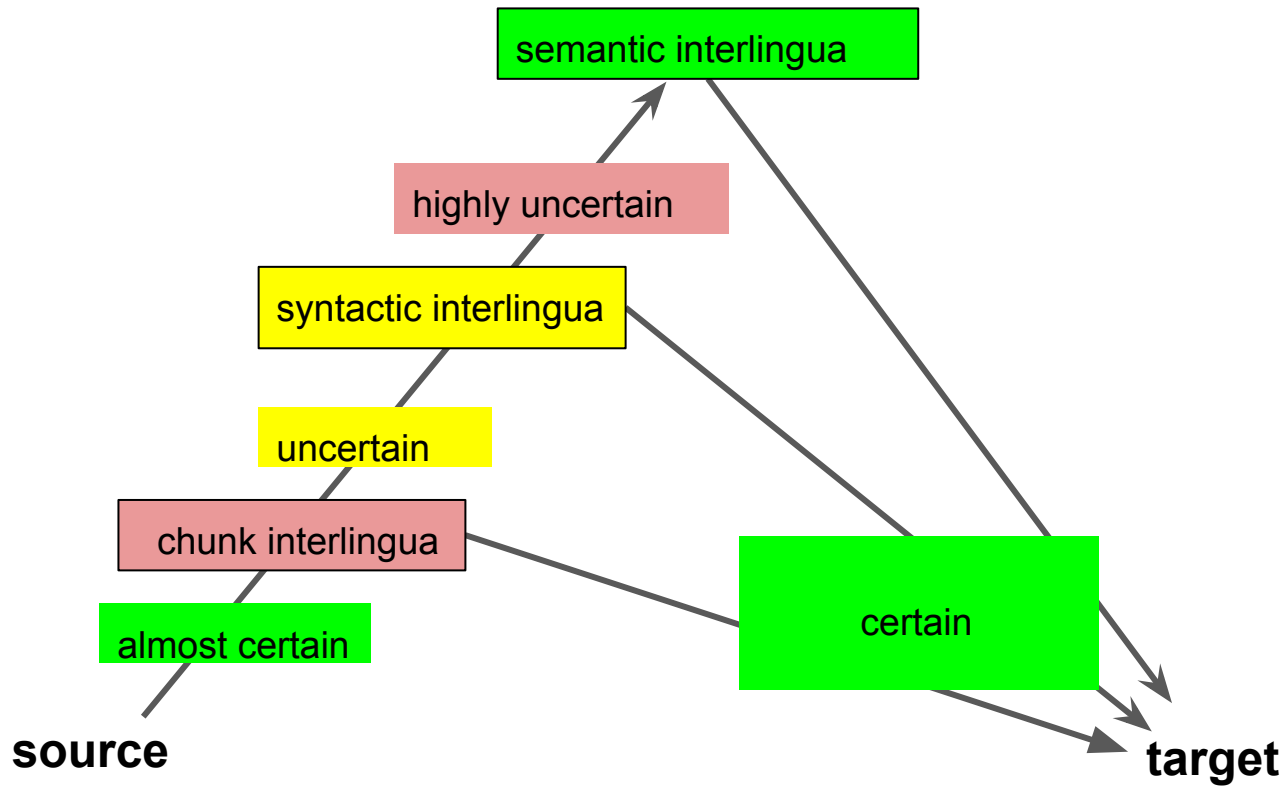 semantic interlingua
highly uncertain
syntactic interlingua
uncertain
chunk interlingua
certain
almost certain
source
target